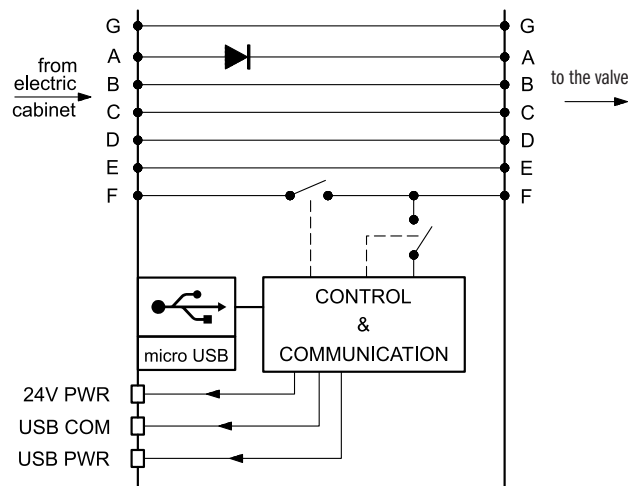 G G
A A
from
electric
cabinet
to the valve
B B
C C
D D
E E
F F
CONTROL
&
COMMUNICATION
micro USB
24V PWR
USB COM
USB PWR